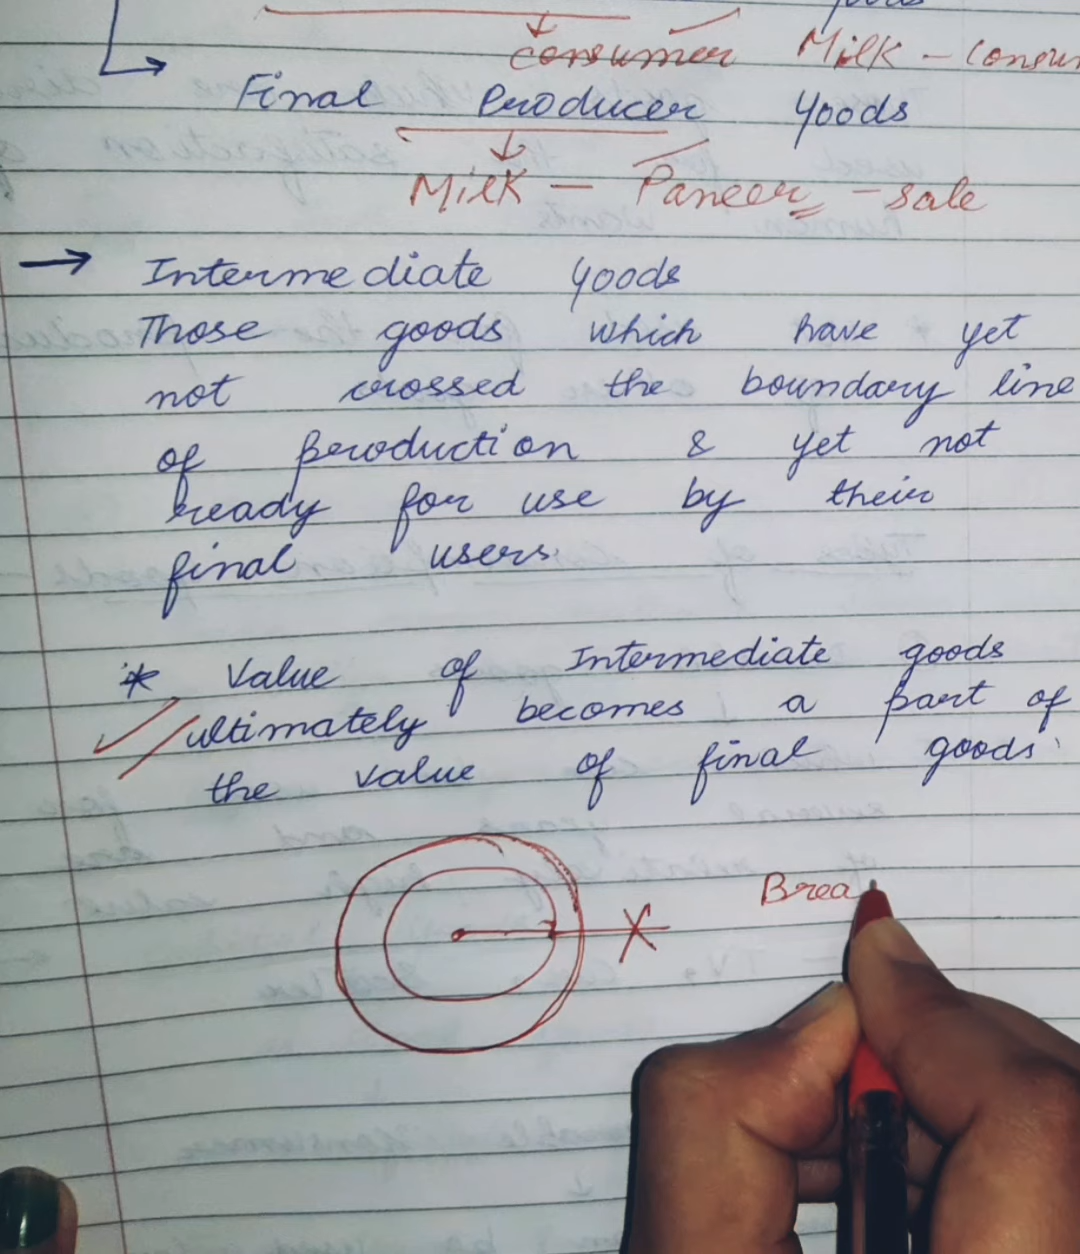 consumer Milk - Consu
Final Producer Goods
Milk - Paneer - sale
→ Intermediate Goods
Those goods which have yet
not crossed the boundary line
of production & yet not
ready for use by their
final users.
* Value of Intermediate goods
ultimately becomes a part of
the value of final goods.
Brea